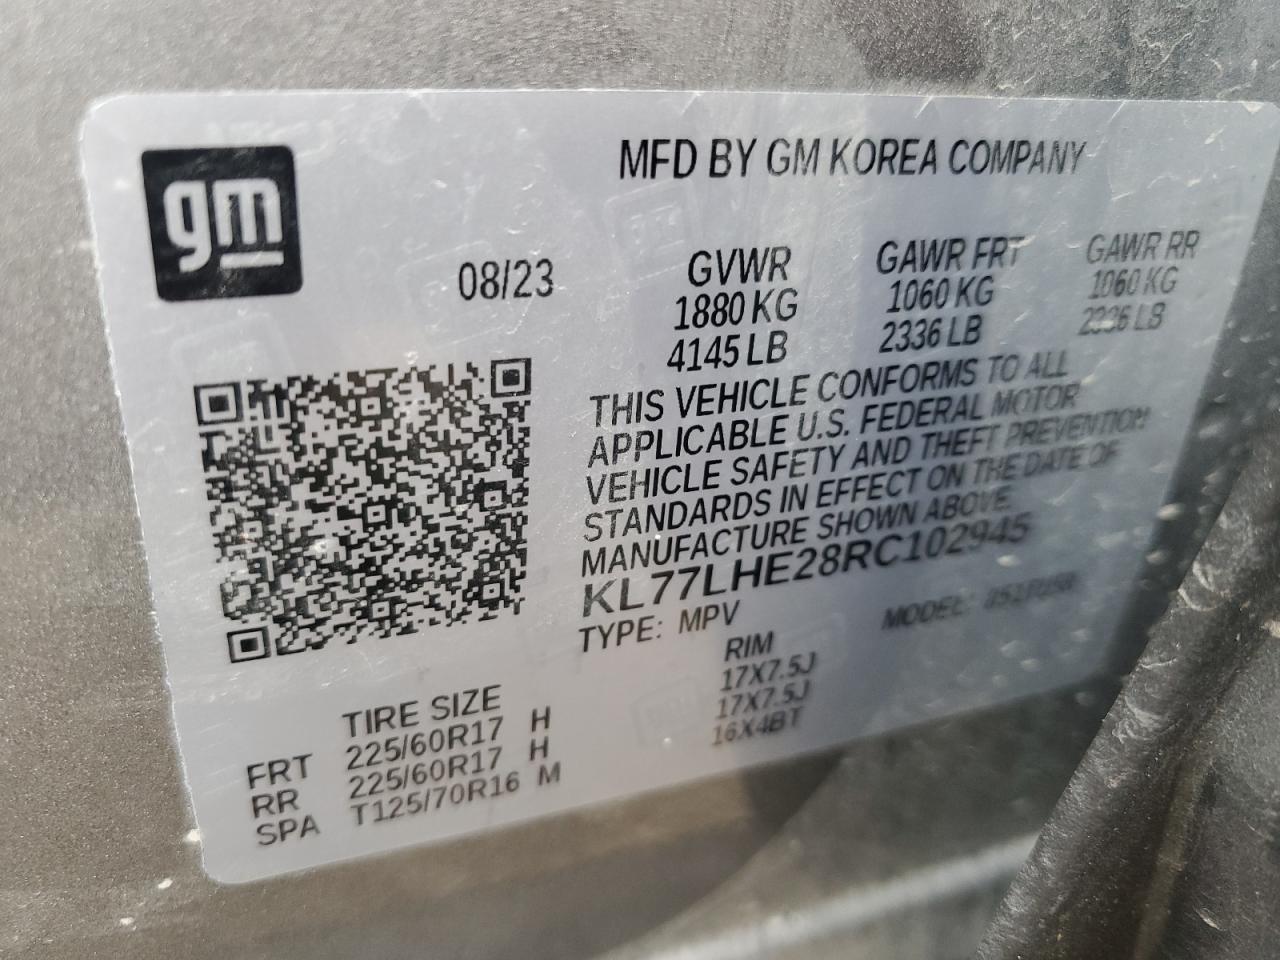 gm
MFD BY GM KOREA COMPANY
08/23
GVWR GAWR FRT GAWR RR
1880 KG 1060 KG 1060 KG
4145 LB 2336 LB 2336 LB
THIS VEHICLE CONFORMS TO ALL
APPLICABLE U.S. FEDERAL MOTOR
VEHICLE SAFETY AND THEFT PREVENTION
STANDARDS IN EFFECT ON THE DATE OF
MANUFACTURE SHOWN ABOVE.
KL77LHE28RC102945
TYPE: MPV MODEL:
TIRE SIZE RIM
FRT 225/60R17 H 17X7.5J
RR 225/60R17 H 17X7.5J
SPA T125/70R16 M 16X4BT